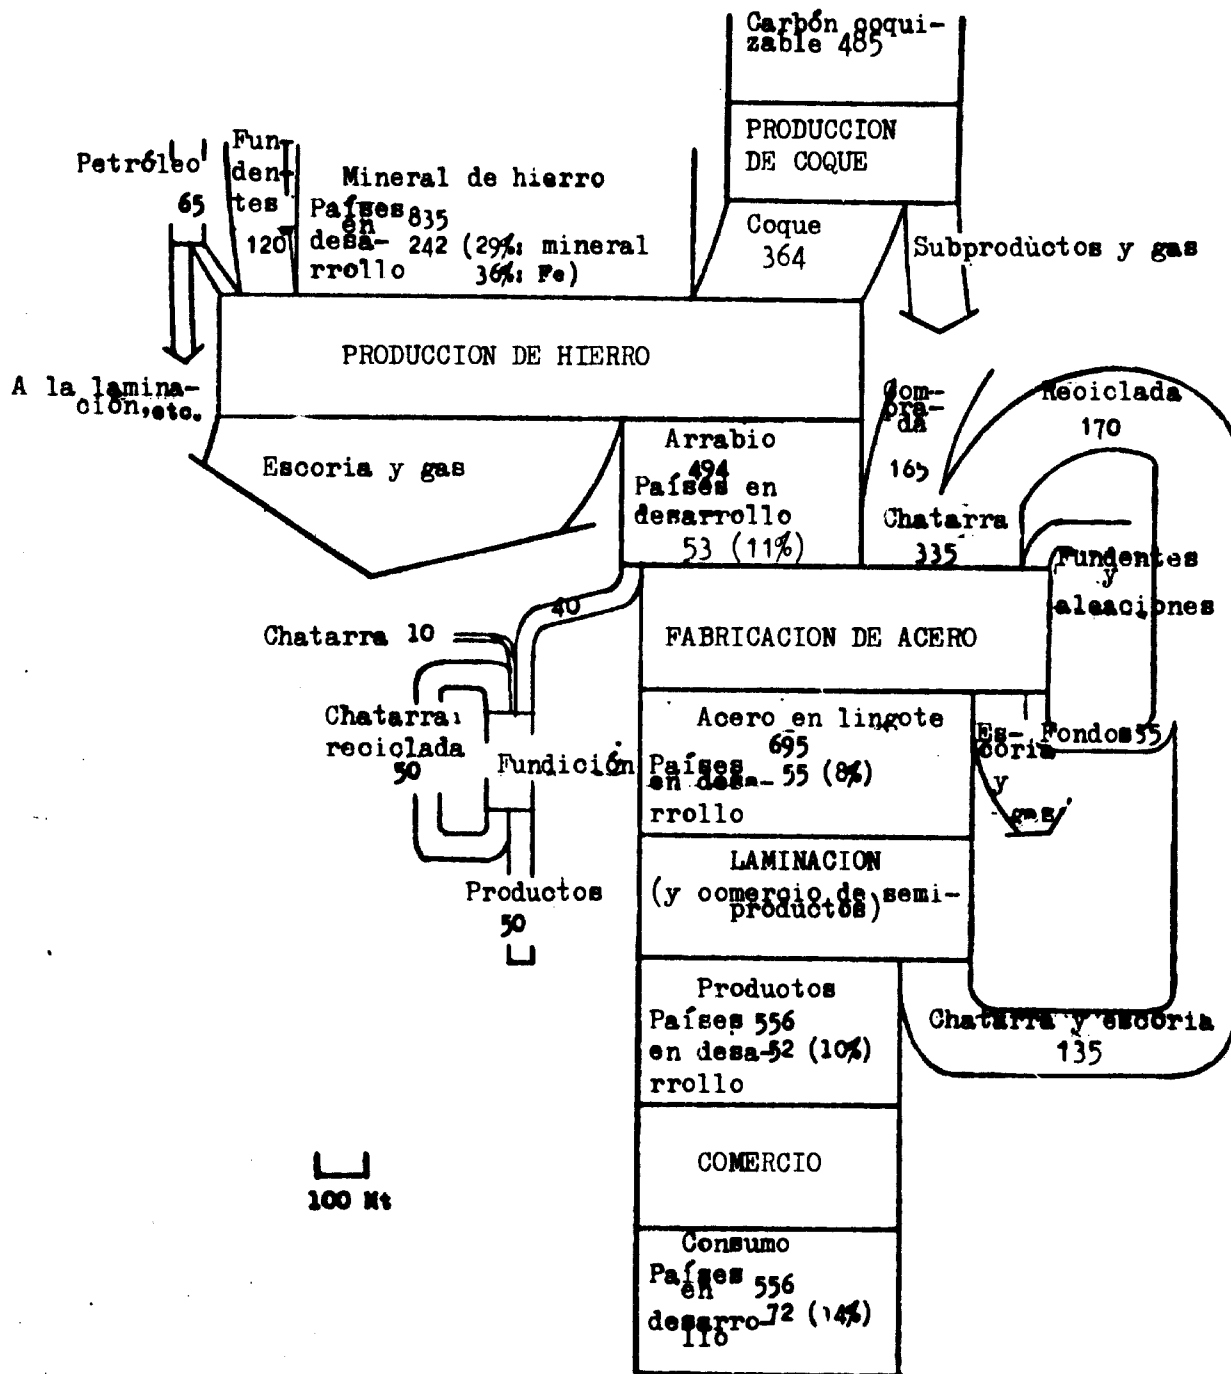 Carbón coqui-
zable 485
PRODUCCION
DE COQUE
Petróleo
65
Fun-
den-
tes
120
Mineral de hierro
Países 835
en
desa- 242 (29%: mineral
rrollo 36%: Fe)
Coque
364
Subproductos y gas
PRODUCCION DE HIERRO
A la lamina-
ción, etc.
Escoria y gas
Arrabio
494
Países en
desarrollo
53 (11%)
Com-
pra-
da
165
Reciclada
170
Chatarra
335
Fundentes
y
aleaciones
40
Chatarra 10
FABRICACION DE ACERO
Chatarra
reciclada
50
Fundición
Acero en lingote
695
Países
en desa- 55 (8%)
rrollo
Es-
coria
y
gas
Fondos 35
LAMINACION
(y comercio de semi-
productos)
Productos
50
Productos
Países 556
en desa- 52 (10%)
rrollo
Chatarra y escoria
135
COMERCIO
100 Mt
Consumo
Países 556
en
desarro- 72 (14%)
llo